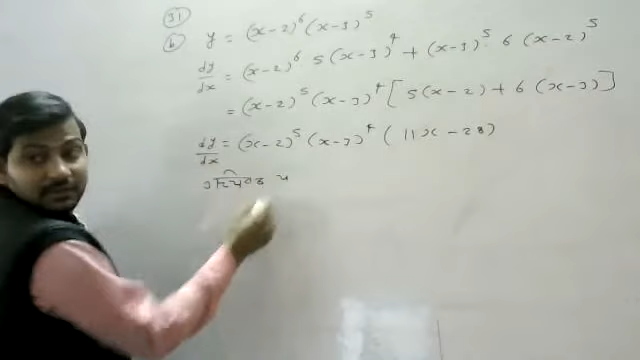 (31)
(b) y = (x-2)^6 (x-3)^5
dy/dx = (x-2)^6 5(x-3)^4 + (x-3)^5 . 6(x-2)^5
= (x-2)^5 (x-3)^4 [5(x-2) + 6(x-3)]
dy/dx = (x-2)^5 (x-3)^4 (11x - 28)